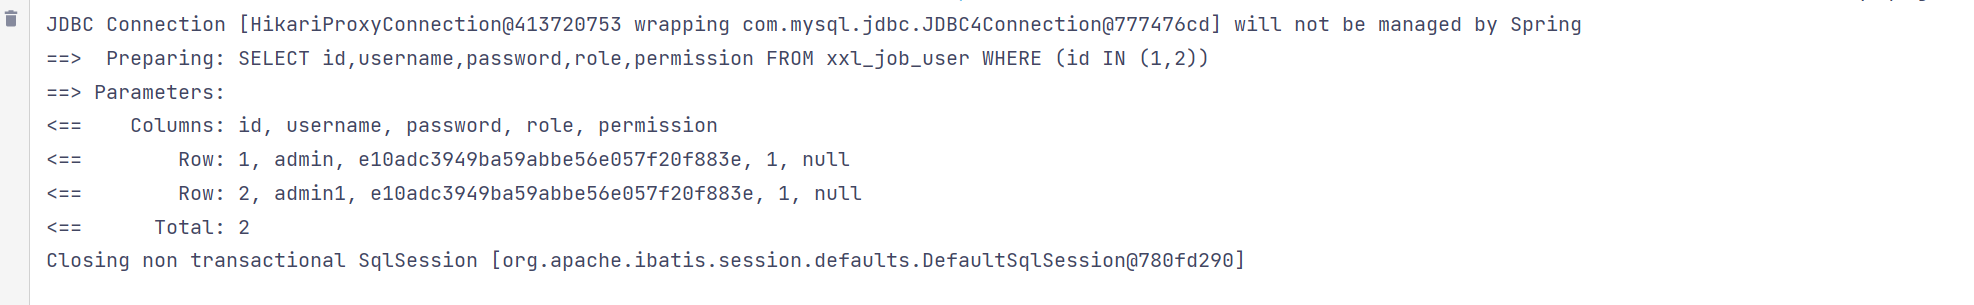 JDBC Connection [HikariProxyConnection@413720753 wrapping com.mysql.jdbc.JDBC4Connection@777476cd] will not be managed by Spring
==>  Preparing: SELECT id,username,password,role,permission FROM xxl_job_user WHERE (id IN (1,2))
==> Parameters:
<==    Columns: id, username, password, role, permission
<==        Row: 1, admin, e10adc3949ba59abbe56e057f20f883e, 1, null
<==        Row: 2, admin1, e10adc3949ba59abbe56e057f20f883e, 1, null
<==      Total: 2
Closing non transactional SqlSession [org.apache.ibatis.session.defaults.DefaultSqlSession@780fd290]